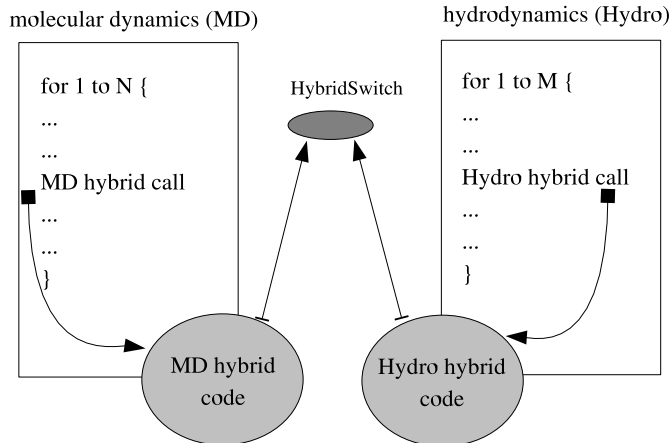 molecular dynamics (MD)
for 1 to N {
...
...
MD hybrid call
...
...
}
MD hybrid
code
HybridSwitch
hydrodynamics (Hydro)
for 1 to M {
...
...
Hydro hybrid call
...
...
}
Hydro hybrid
code